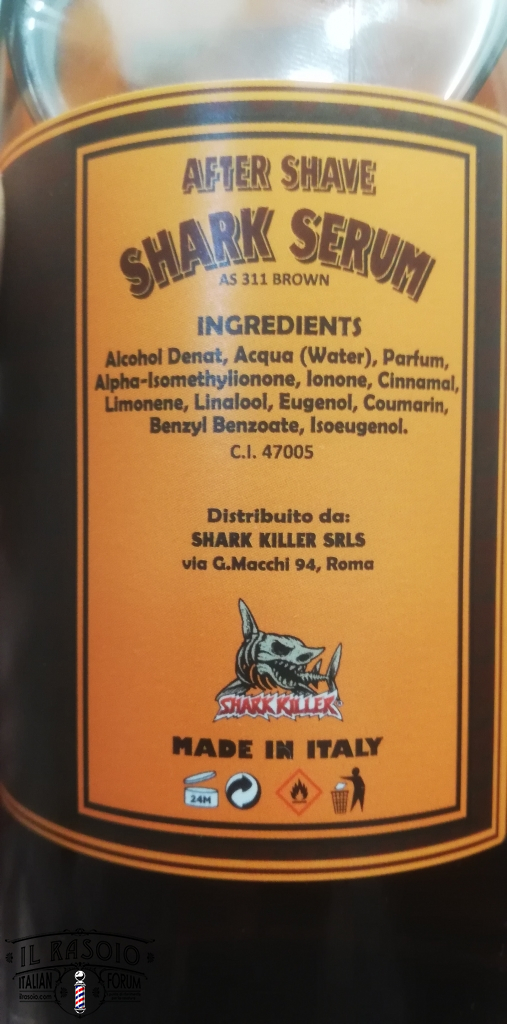 AFTER SHAVE
SHARK SERUM
AS 311 BROWN
INGREDIENTS
Alcohol Denat, Acqua (Water), Parfum,
Alpha-Isomethylionone, Ionone, Cinnamal,
Limonene, Linalool, Eugenol, Coumarin,
Benzyl Benzoate, Isoeugenol.
C.I. 47005
Distribuito da:
SHARK KILLER SRLS
via G.Macchi 94, Roma
SHARK KILLER
MADE IN ITALY
24M
IL RASOIO
ITALIAN FORUM
ilrasoio.com